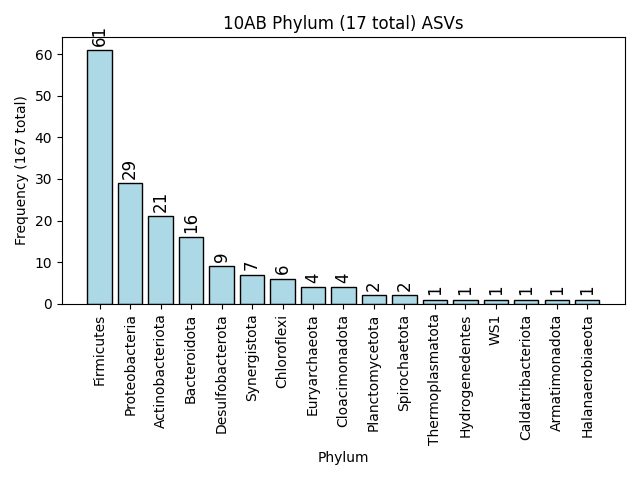 10AB Phylum (17 total) ASVs
Frequency (167 total)
60
50
40
30
20
10
0
61
29
21
16
9
7
6
4
4
2
2
1
1
1
1
1
1
Firmicutes
Proteobacteria
Actinobacteriota
Bacteroidota
Desulfobacterota
Synergistota
Chloroflexi
Euryarchaeota
Cloacimonadota
Planctomycetota
Spirochaetota
Thermoplasmatota
Hydrogenedentes
WS1
Caldatribacteriota
Armatimonadota
Halanaerobiaeota
Phylum